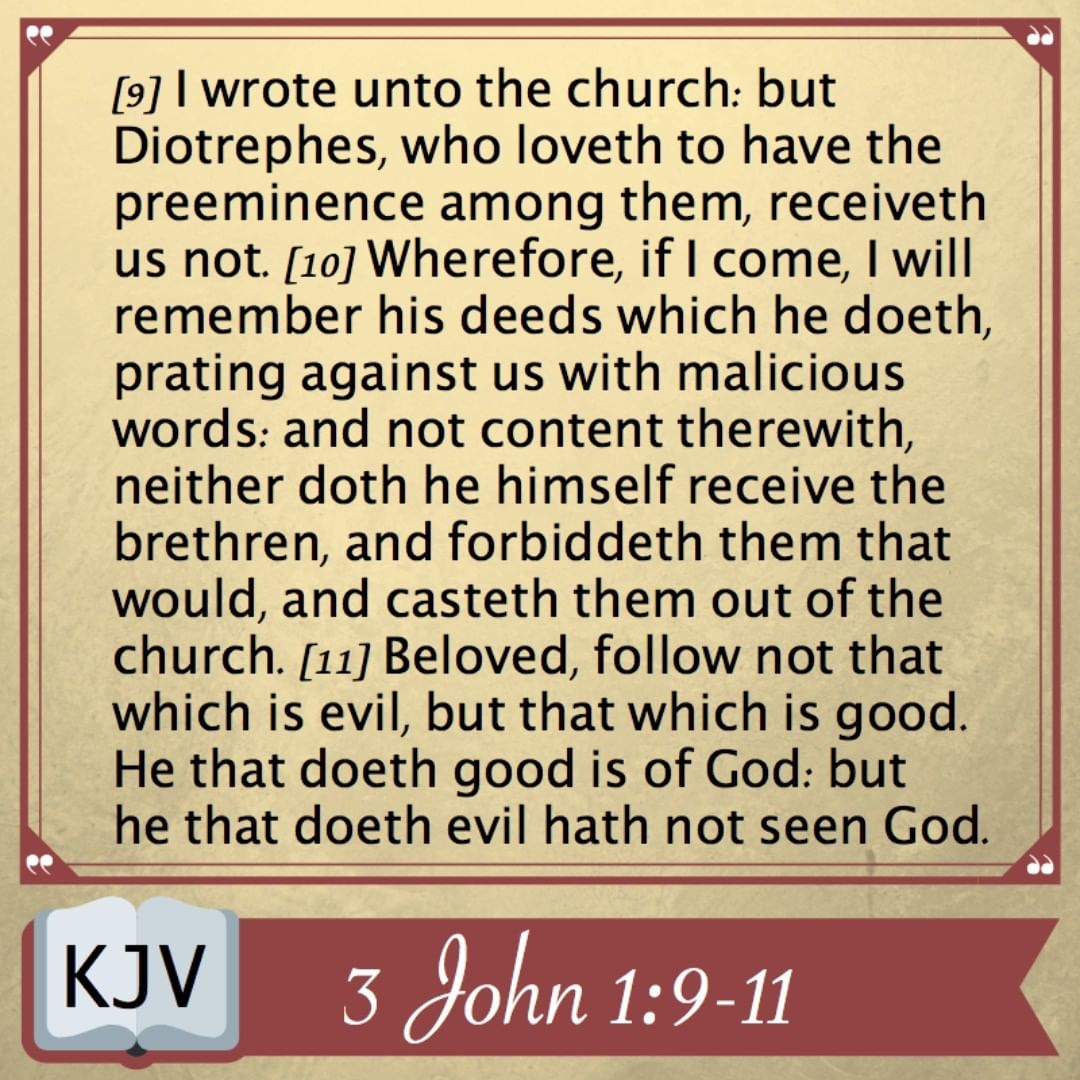 [9] I wrote unto the church: but
Diotrephes, who loveth to have the
preeminence among them, receiveth
us not. [10] Wherefore, if I come, I will
remember his deeds which he doeth,
prating against us with malicious
words: and not content therewith,
neither doth he himself receive the
brethren, and forbiddeth them that
would, and casteth them out of the
church. [11] Beloved, follow not that
which is evil, but that which is good.
He that doeth good is of God: but
he that doeth evil hath not seen God.
KJV
3 John 1:9-11